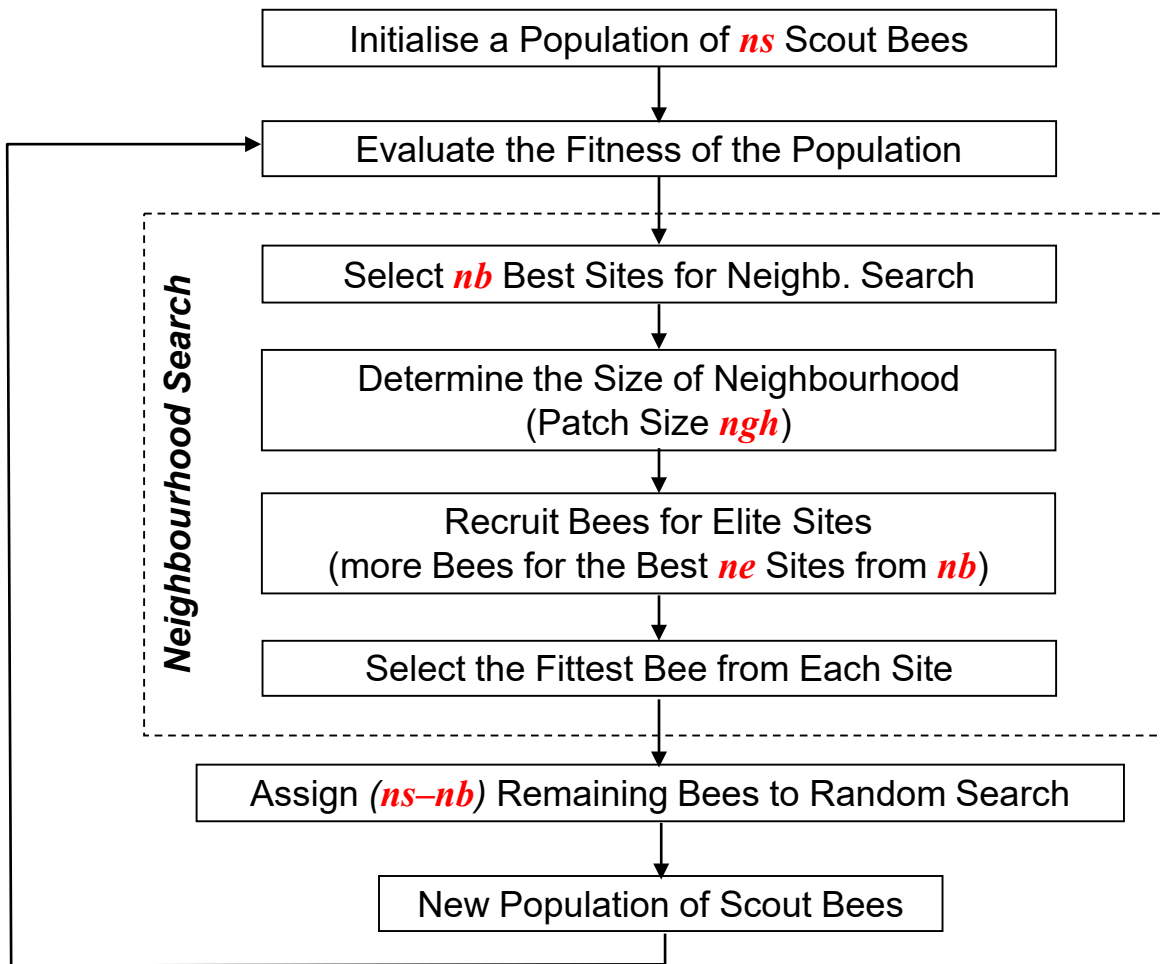 Initialise a Population of ns Scout Bees
Evaluate the Fitness of the Population
Neighbourhood Search
Select nb Best Sites for Neighb. Search
Determine the Size of Neighbourhood
(Patch Size ngh)
Recruit Bees for Elite Sites
(more Bees for the Best ne Sites from nb)
Select the Fittest Bee from Each Site
Assign (ns–nb) Remaining Bees to Random Search
New Population of Scout Bees